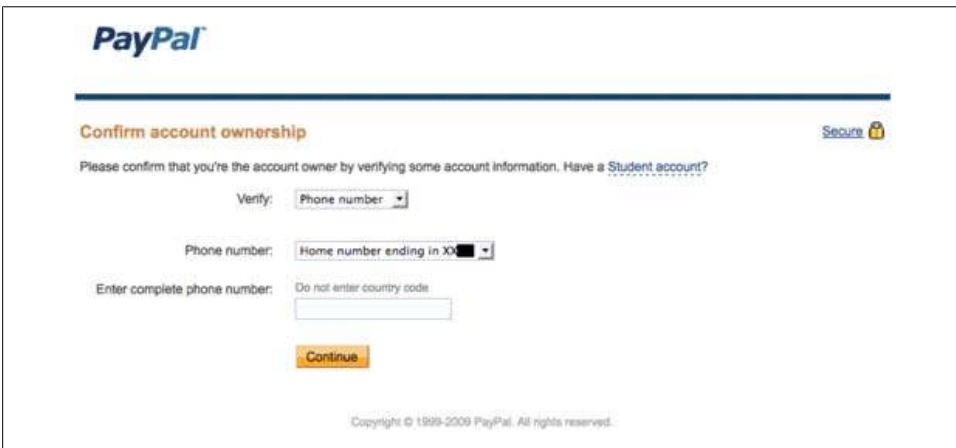 PayPal
Confirm account ownership
Secure
Please confirm that you're the account owner by verifying some account information. Have a Student account?
Verify: Phone number
Phone number: Home number ending in XX
Enter complete phone number: Do not enter country code
Continue
Copyright © 1999-2009 PayPal. All rights reserved.